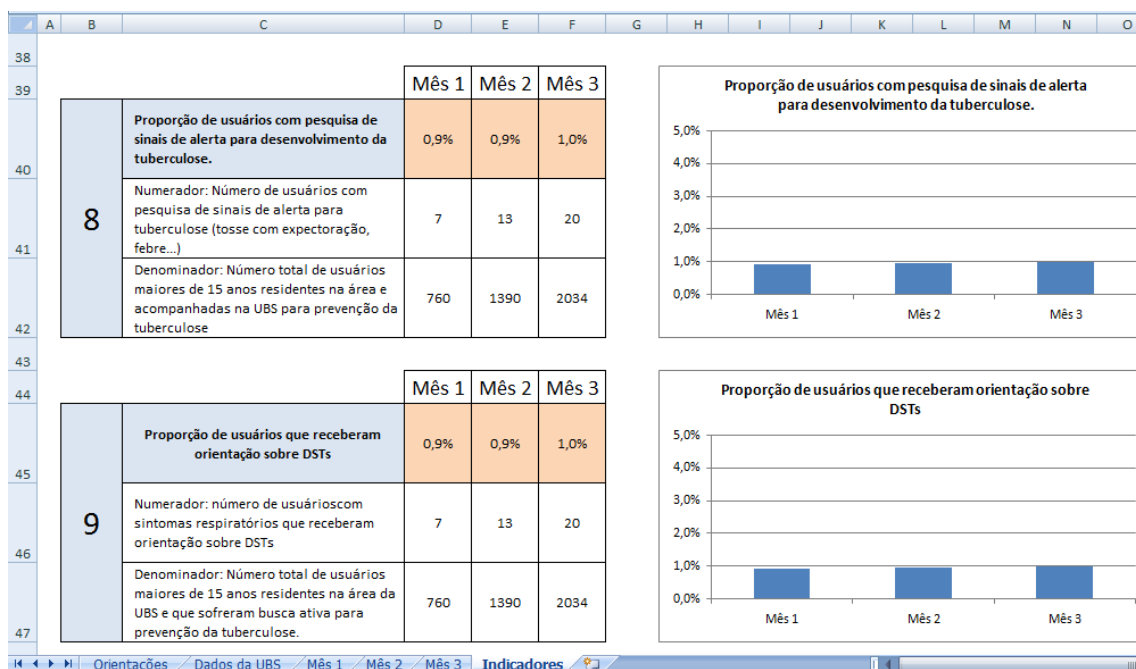 A B C D E F G H I J K L M N O
38
39 Mês 1 Mês 2 Mês 3
Proporção de usuários com pesquisa de
sinais de alerta para desenvolvimento da
tuberculose.
0,9% 0,9% 1,0%
40
8
Numerador: Número de usuários com
pesquisa de sinais de alerta para
tuberculose (tosse com expectoração,
febre...)
7 13 20
41
Denominador: Número total de usuários
maiores de 15 anos residentes na área e
acompanhadas na UBS para prevenção da
tuberculose
760 1390 2034
42
Proporção de usuários com pesquisa de sinais de alerta
para desenvolvimento da tuberculose.
5,0%
4,0%
3,0%
2,0%
1,0%
0,0%
Mês 1 Mês 2 Mês 3
43
44 Mês 1 Mês 2 Mês 3
Proporção de usuários que receberam
orientação sobre DSTs
0,9% 0,9% 1,0%
45
9
Numerador: número de usuárioscom
sintomas respiratórios que receberam
orientação sobre DSTs
7 13 20
46
Denominador: Número total de usuários
maiores de 15 anos residentes na área da
UBS e que sofreram busca ativa para
prevenção da tuberculose.
760 1390 2034
47
Proporção de usuários que receberam orientação sobre
DSTs
5,0%
4,0%
3,0%
2,0%
1,0%
0,0%
Mês 1 Mês 2 Mês 3
Orientações Dados da UBS Mês 1 Mês 2 Mês 3 Indicadores